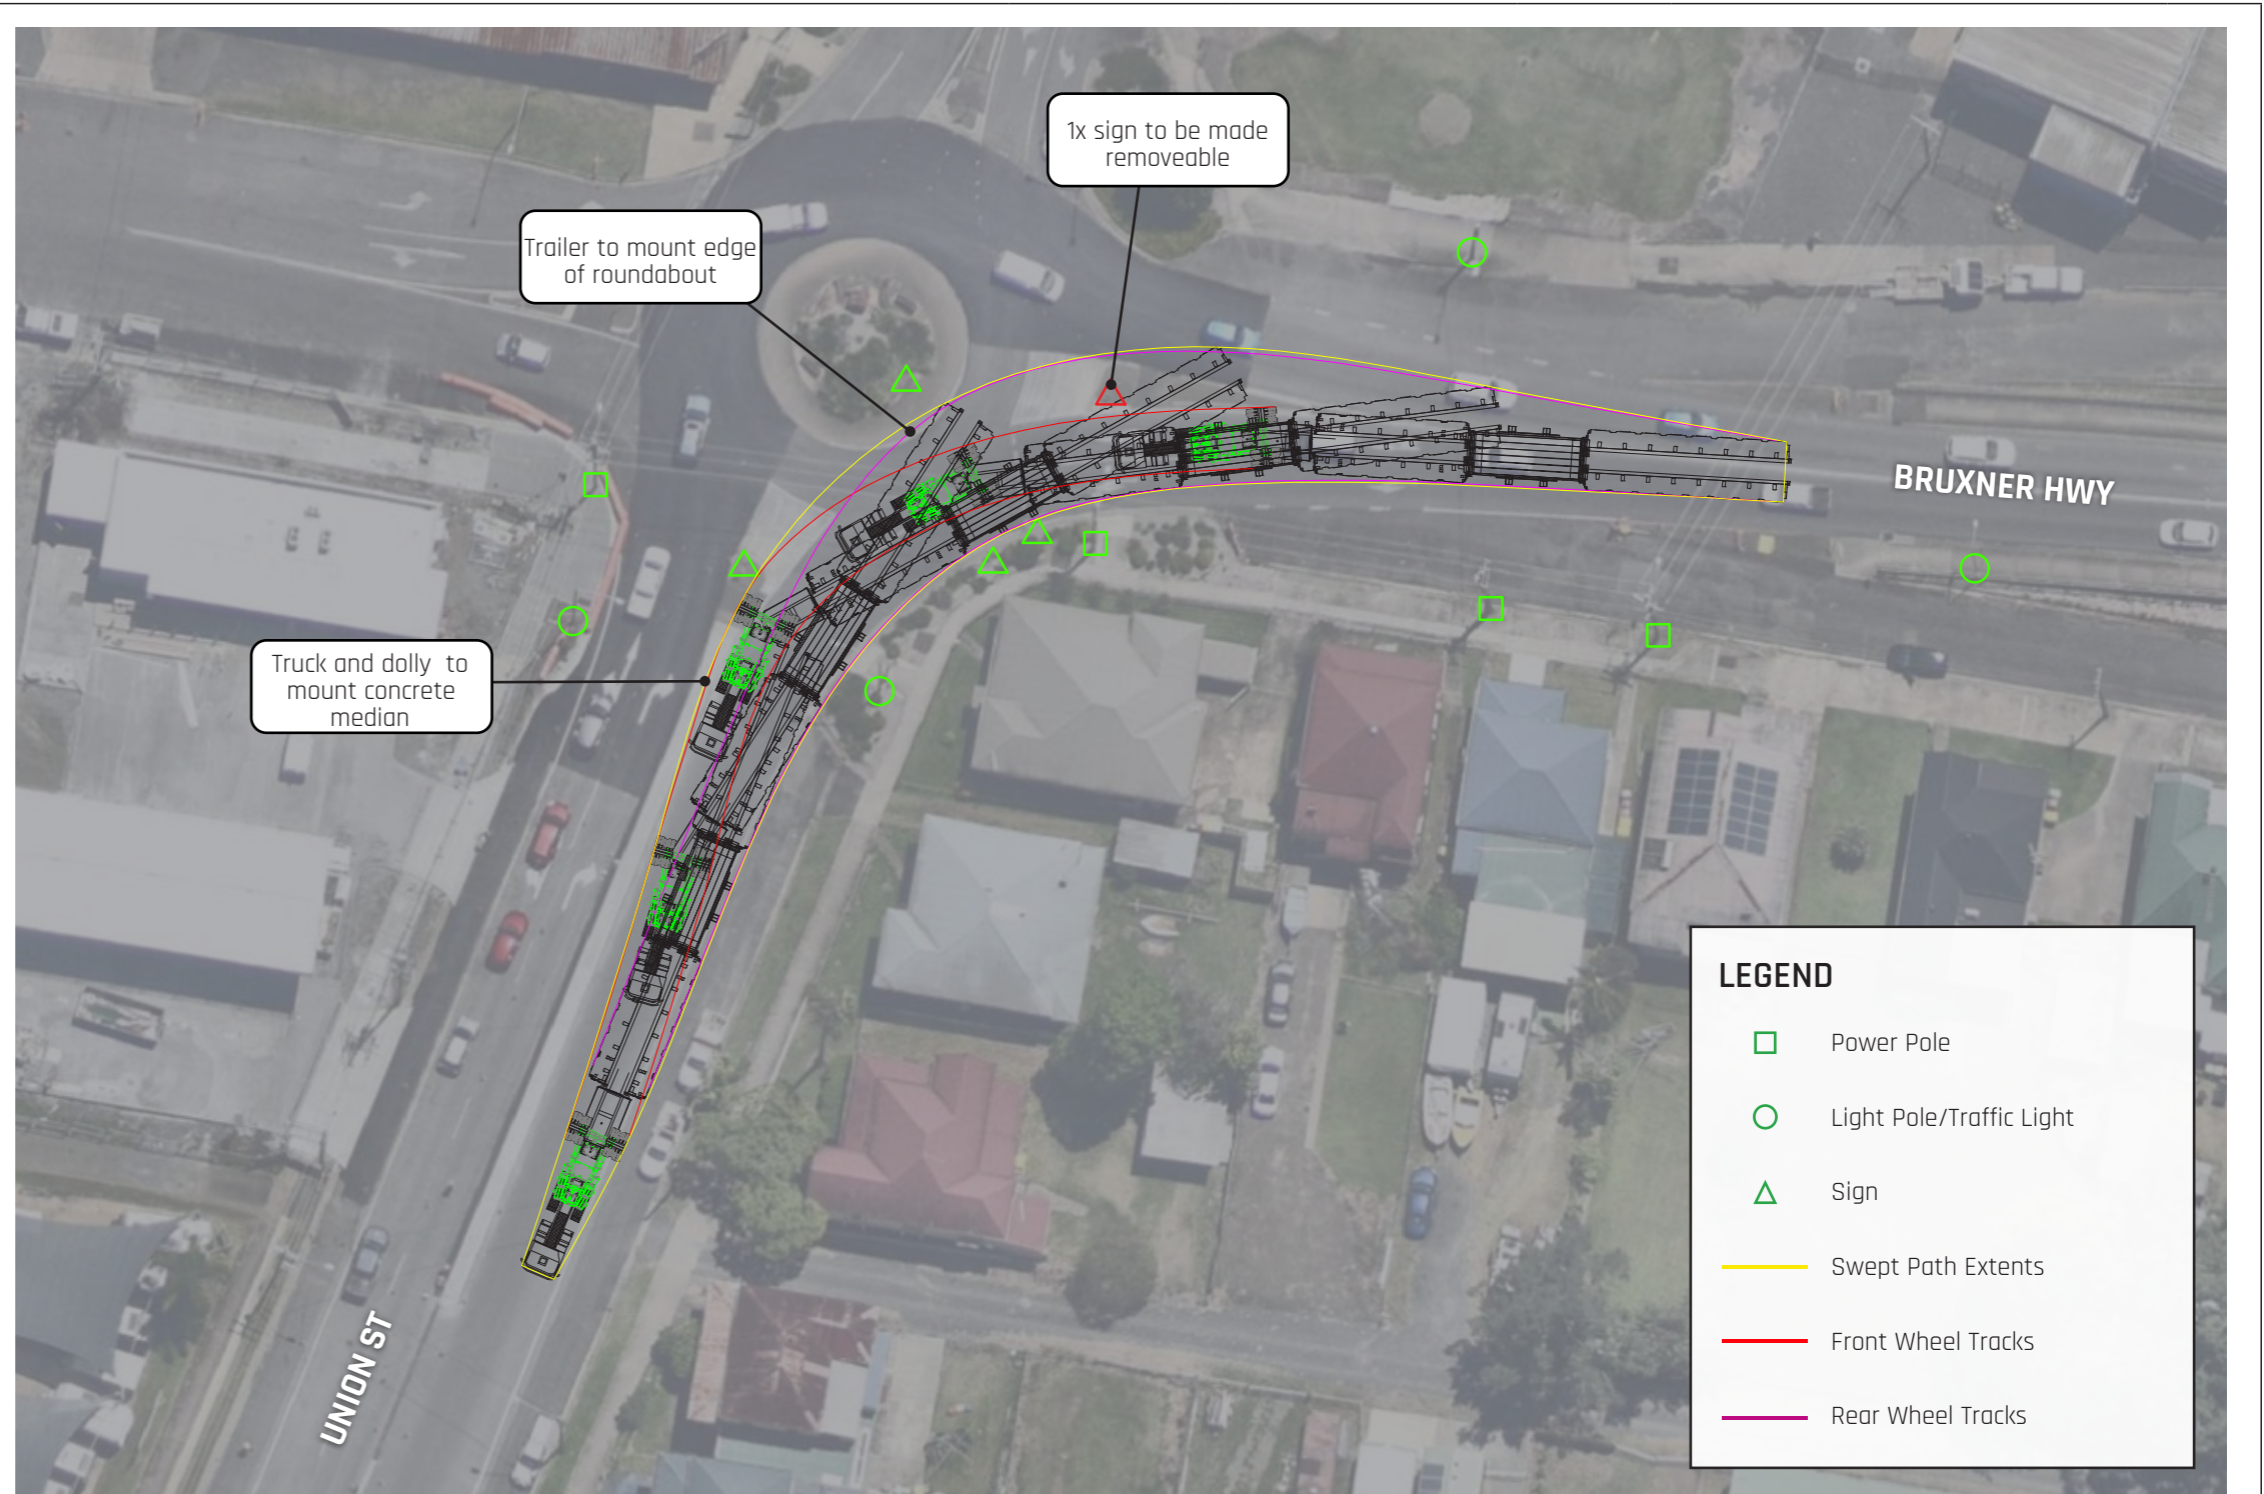 1x sign to be made
removeable
Trailer to mount edge
of roundabout
BRUXNER HWY
Truck and dolly to
mount concrete
median
UNION ST
LEGEND
Power Pole
Light Pole/Traffic Light
Sign
Swept Path Extents
Front Wheel Tracks
Rear Wheel Tracks